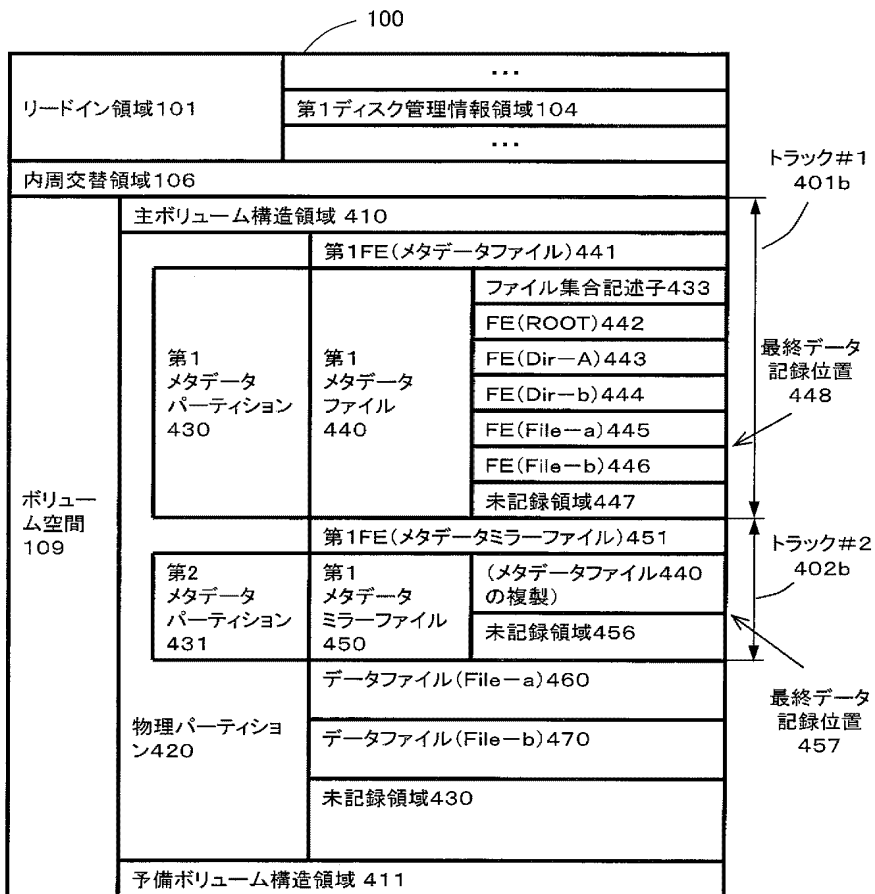 100
リードイン領域101
…
第1ディスク管理情報領域104
…
内周交替領域106
トラック#1
401b
ボリュー
ム空間
109
主ボリューム構造領域 410
第1FE(メタデータファイル)441
第1
メタデータ
パーティション
430
第1
メタデータ
ファイル
440
ファイル集合記述子433
FE(ROOT)442
FE(Dir-A)443
FE(Dir-b)444
FE(File-a)445
FE(File-b)446
未記録領域447
最終データ
記録位置
448
第1FE(メタデータミラーファイル)451
トラック#2
402b
第2
メタデータ
パーティション
431
第1
メタデータ
ミラーファイル
450
(メタデータファイル440
の複製)
未記録領域456
最終データ
記録位置
457
物理パーティショ
ン420
データファイル(File-a)460
データファイル(File-b)470
未記録領域430
予備ボリューム構造領域 411